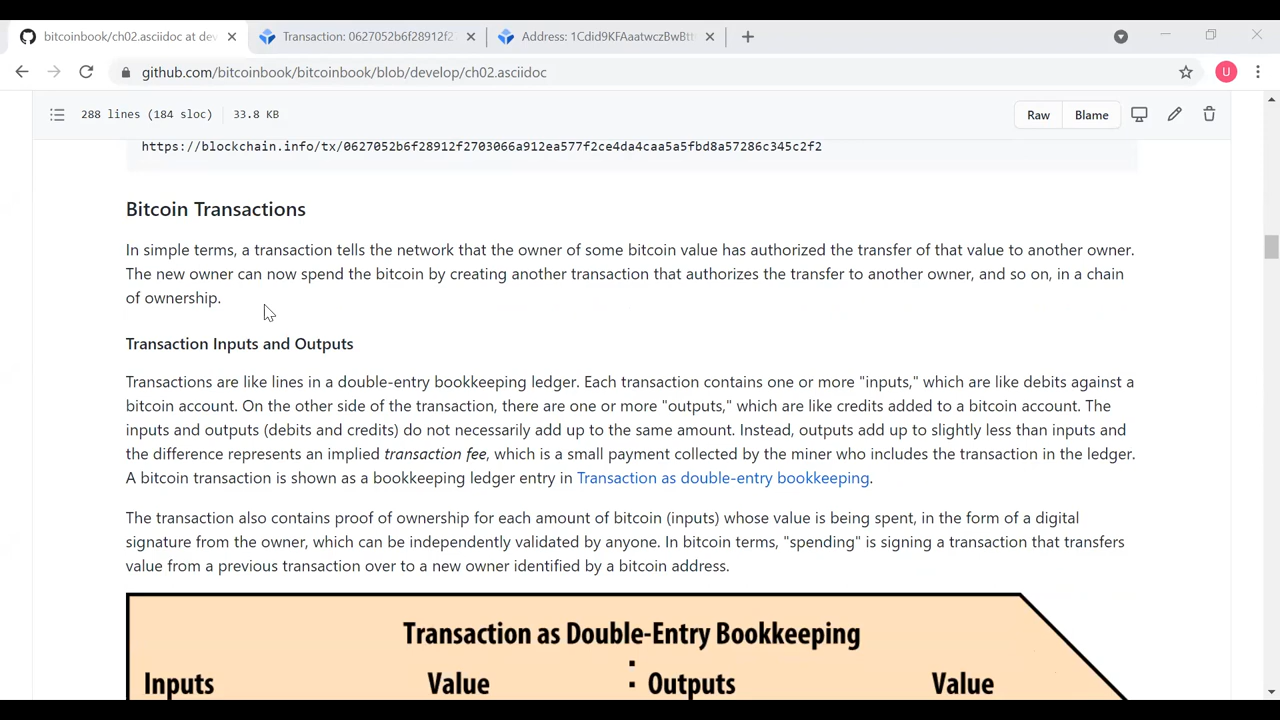 bitcoinbook/ch02.asciidoc at dev
Transaction: 0627052b6f28912f2
Address: 1Cdid9KFAaatwczBwBtt
github.com/bitcoinbook/bitcoinbook/blob/develop/ch02.asciidoc
U
288 lines (184 sloc) 33.8 KB
Raw Blame
https://blockchain.info/tx/0627052b6f28912f2703066a912ea577f2ce4da4caa5a5fbd8a57286c345c2f2
Bitcoin Transactions
In simple terms, a transaction tells the network that the owner of some bitcoin value has authorized the transfer of that value to another owner.
The new owner can now spend the bitcoin by creating another transaction that authorizes the transfer to another owner, and so on, in a chain
of ownership.
Transaction Inputs and Outputs
Transactions are like lines in a double-entry bookkeeping ledger. Each transaction contains one or more "inputs," which are like debits against a
bitcoin account. On the other side of the transaction, there are one or more "outputs," which are like credits added to a bitcoin account. The
inputs and outputs (debits and credits) do not necessarily add up to the same amount. Instead, outputs add up to slightly less than inputs and
the difference represents an implied transaction fee, which is a small payment collected by the miner who includes the transaction in the ledger.
A bitcoin transaction is shown as a bookkeeping ledger entry in Transaction as double-entry bookkeeping.
The transaction also contains proof of ownership for each amount of bitcoin (inputs) whose value is being spent, in the form of a digital
signature from the owner, which can be independently validated by anyone. In bitcoin terms, "spending" is signing a transaction that transfers
value from a previous transaction over to a new owner identified by a bitcoin address.
Transaction as Double-Entry Bookkeeping
Inputs Value Outputs Value